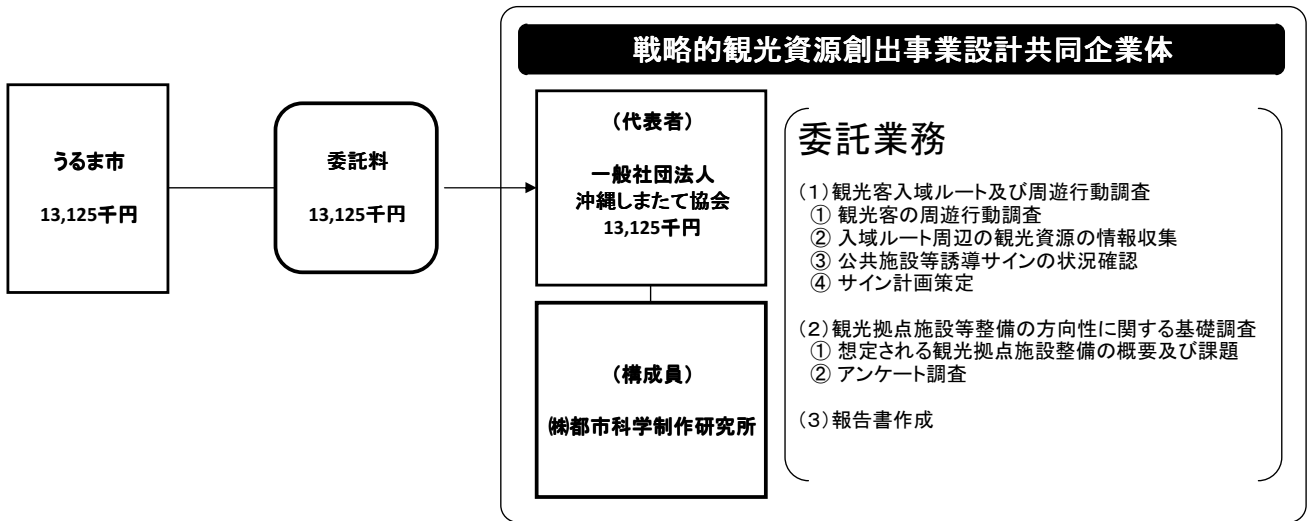 戦略的観光資源創出事業設計共同企業体
うるま市
13,125千円
委託料
13,125千円
(代表者)
一般社団法人
沖縄しまたて協会
13,125千円
(構成員)
㈱都市科学制作研究所
委託業務
(1)観光客入域ルート及び周遊行動調査
① 観光客の周遊行動調査
② 入域ルート周辺の観光資源の情報収集
③ 公共施設等誘導サインの状況確認
④ サイン計画策定
(2)観光拠点施設等整備の方向性に関する基礎調査
① 想定される観光拠点施設整備の概要及び課題
② アンケート調査
(3)報告書作成